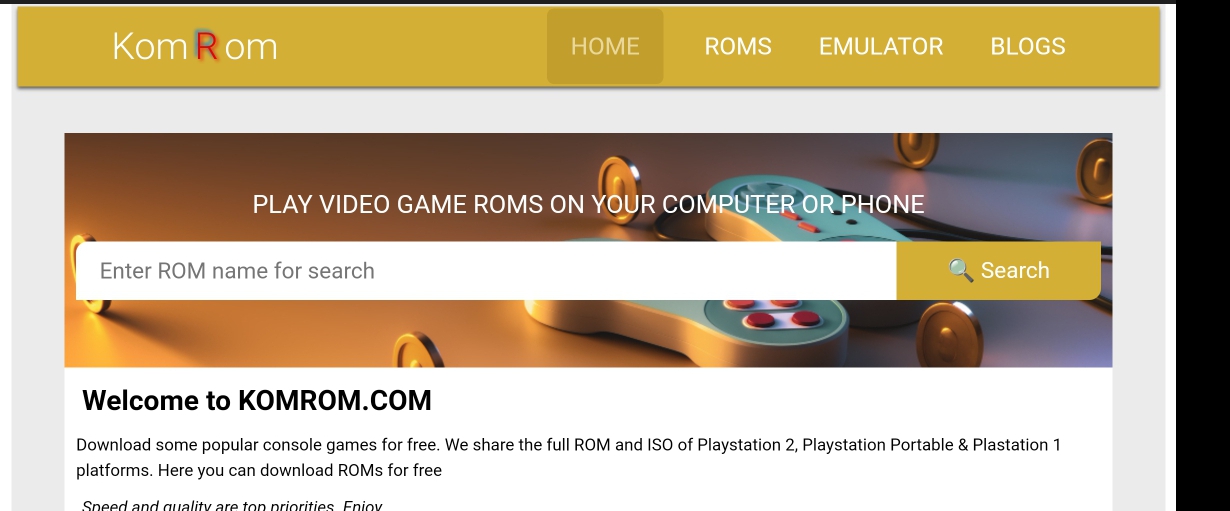 Kom R om
HOME
ROMS
EMULATOR
BLOGS
PLAY VIDEO GAME ROMS ON YOUR COMPUTER OR PHONE
Enter ROM name for search
🔍 Search
Welcome to KOMROM.COM
Download some popular console games for free. We share the full ROM and ISO of Playstation 2, Playstation Portable & Plastation 1
platforms. Here you can download ROMs for free
Speed and quality are top priorities. Enjoy